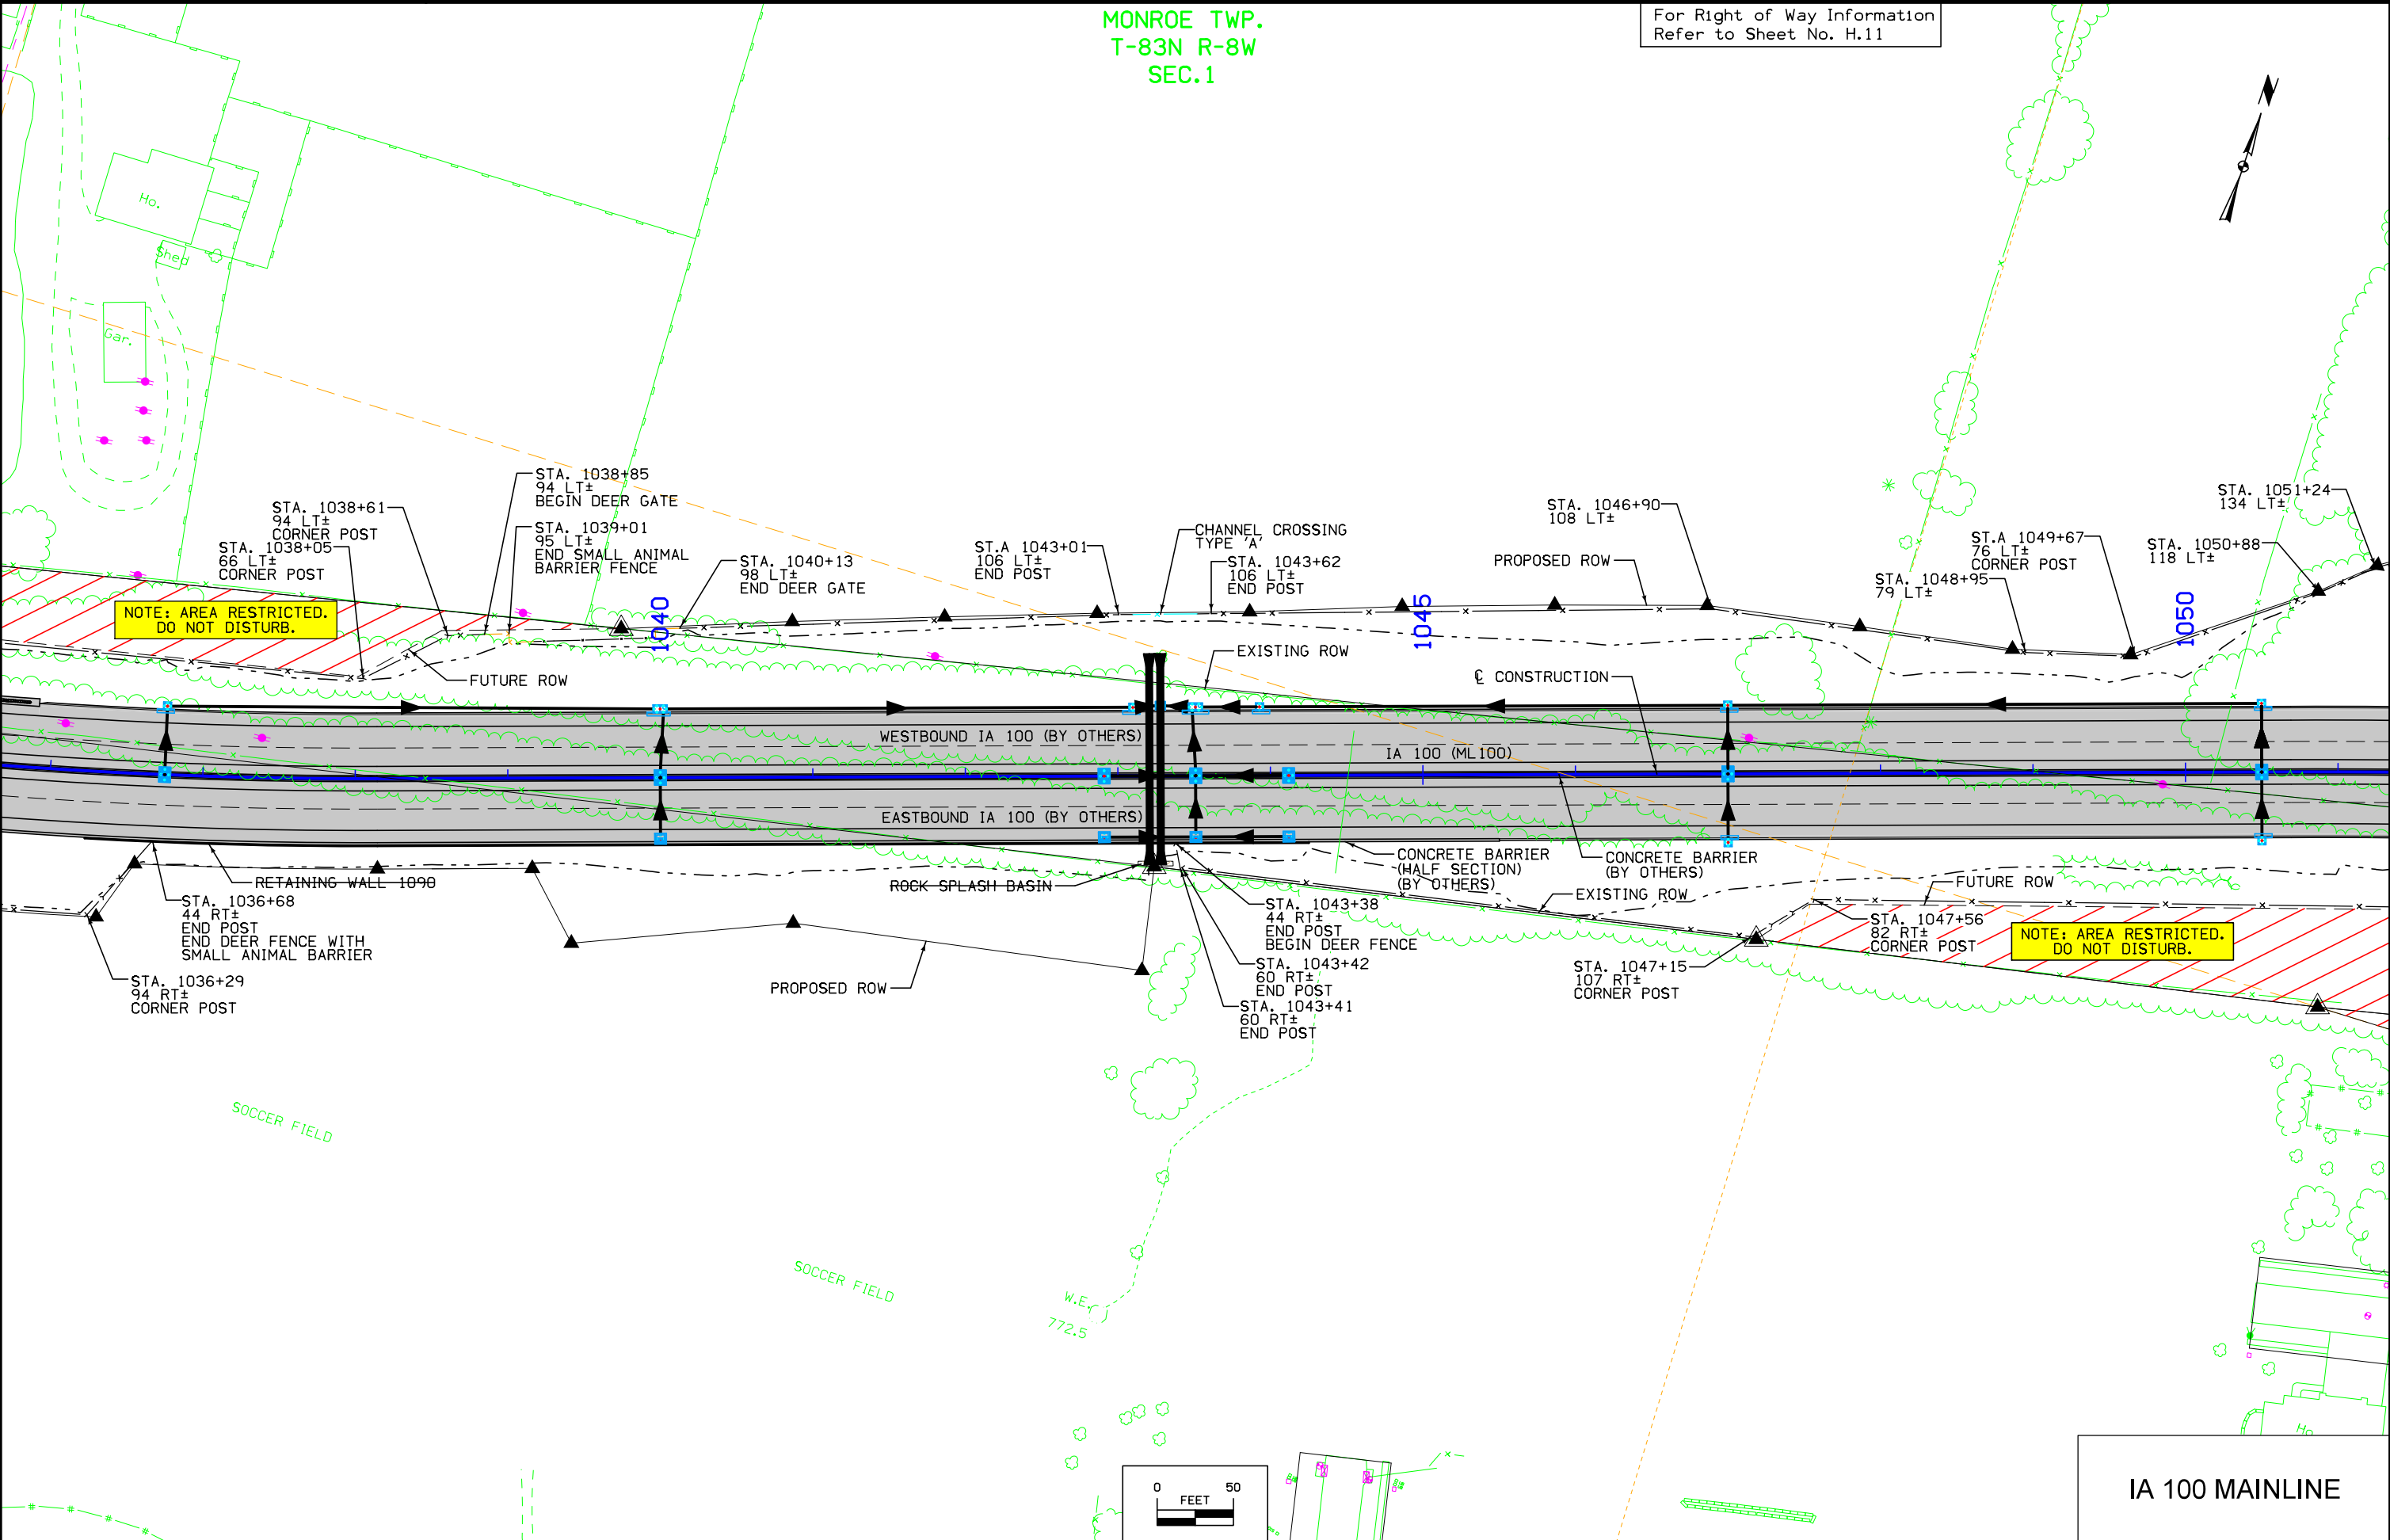 MONROE TWP.
T-83N R-8W
SEC.1
For Right of Way Information
Refer to Sheet No. H.11
Ho.
Shed
Gar.
STA. 1038+85
94 LT±
BEGIN DEER GATE
STA. 1038+61
94 LT±
CORNER POST
STA. 1038+05
66 LT±
CORNER POST
STA. 1039+01
95 LT±
END SMALL ANIMAL
BARRIER FENCE
STA. 1040+13
98 LT±
END DEER GATE
ST.A 1043+01
106 LT±
END POST
CHANNEL CROSSING
TYPE 'A'
STA. 1043+62
106 LT±
END POST
STA. 1046+90
108 LT±
PROPOSED ROW
STA. 1048+95
79 LT±
ST.A 1049+67
76 LT±
CORNER POST
STA. 1050+88
118 LT±
STA. 1051+24
134 LT±
NOTE: AREA RESTRICTED.
DO NOT DISTURB.
1040
1045
1050
FUTURE ROW
EXISTING ROW
℄ CONSTRUCTION
WESTBOUND IA 100 (BY OTHERS)
IA 100 (ML100)
EASTBOUND IA 100 (BY OTHERS)
RETAINING WALL 1090
ROCK SPLASH BASIN
CONCRETE BARRIER
(HALF SECTION)
(BY OTHERS)
CONCRETE BARRIER
(BY OTHERS)
EXISTING ROW
FUTURE ROW
STA. 1036+68
44 RT±
END POST
END DEER FENCE WITH
SMALL ANIMAL BARRIER
STA. 1036+29
94 RT±
CORNER POST
PROPOSED ROW
STA. 1043+38
44 RT±
END POST
BEGIN DEER FENCE
STA. 1043+42
60 RT±
END POST
STA. 1043+41
60 RT±
END POST
STA. 1047+56
82 RT±
CORNER POST
STA. 1047+15
107 RT±
CORNER POST
NOTE: AREA RESTRICTED.
DO NOT DISTURB.
SOCCER FIELD
SOCCER FIELD
W.E.
772.5
Ho.
0 50
FEET
IA 100 MAINLINE